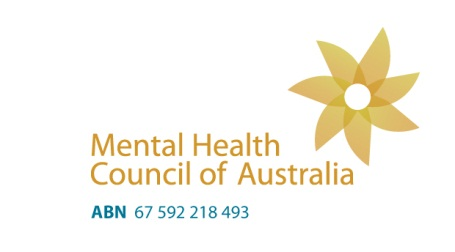 Mental Health
Council of Australia
ABN 67 592 218 493